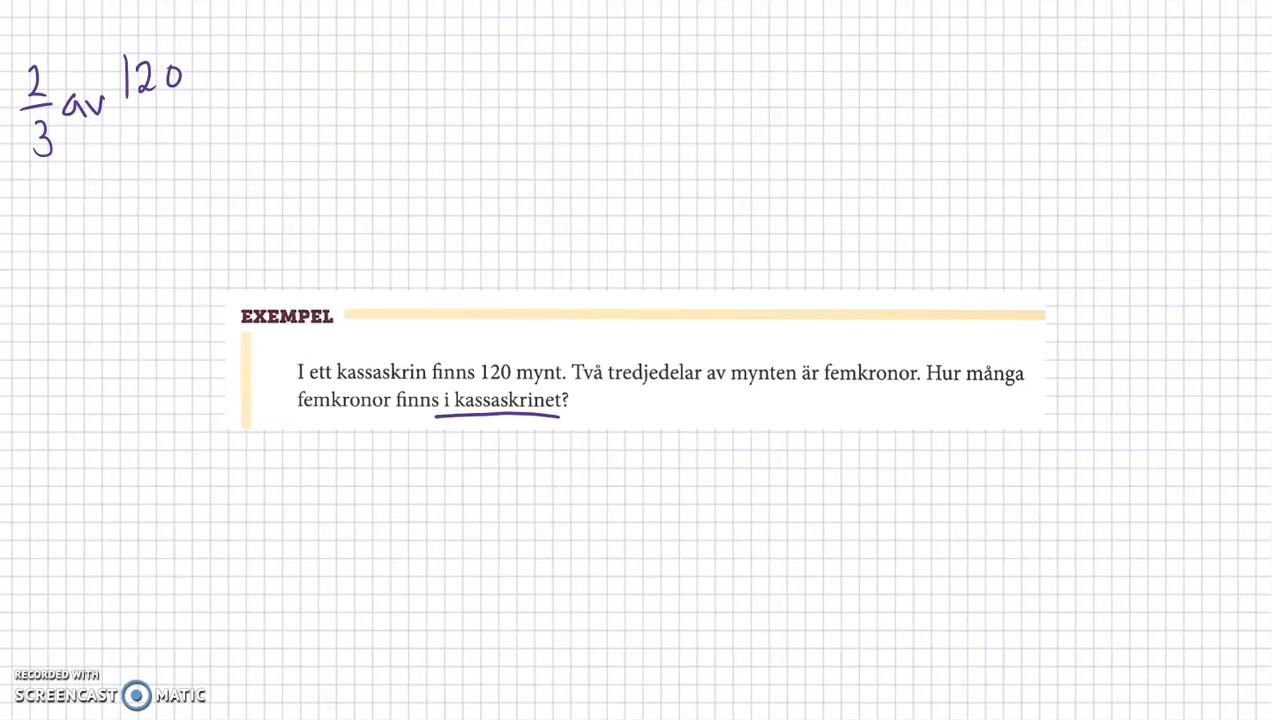 2/3 av 120
EXEMPEL
I ett kassaskrin finns 120 mynt. Två tredjedelar av mynten är femkronor. Hur många
femkronor finns i kassaskrinet?
RECORDED WITH
SCREENCAST MATIC